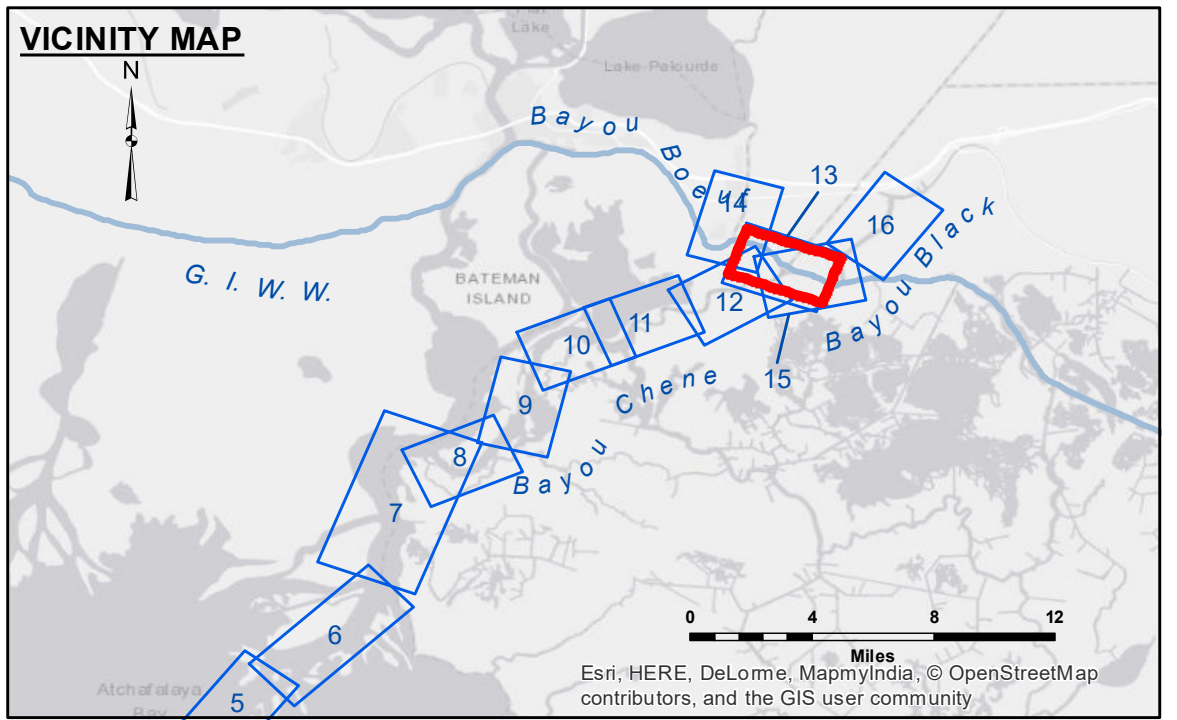 VICINITY MAP
N
Lake
Lake Palourde
Bayou
Boeuf
13
14
16
Bayou Black
G. I. W. W.
BATEMAN
ISLAND
12
11
10
15
Chene
9
Bayou
8
7
6
5
Atchafalaya
Bay
0 4 8 12
Miles
Esri, HERE, DeLorme, MapmyIndia, © OpenStreetMap
contributors, and the GIS user community